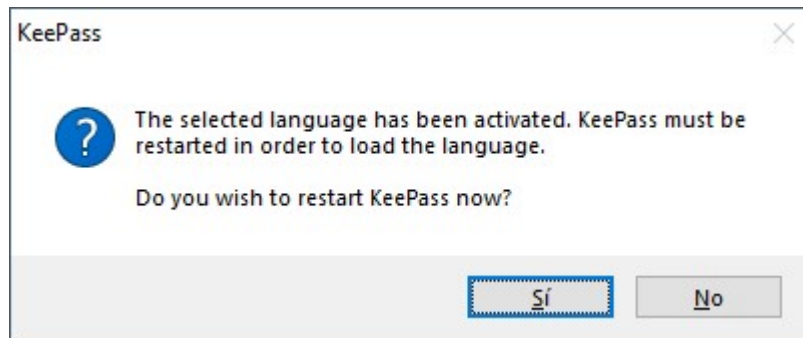 KeePass
The selected language has been activated. KeePass must be
restarted in order to load the language.
Do you wish to restart KeePass now?
Sí
No